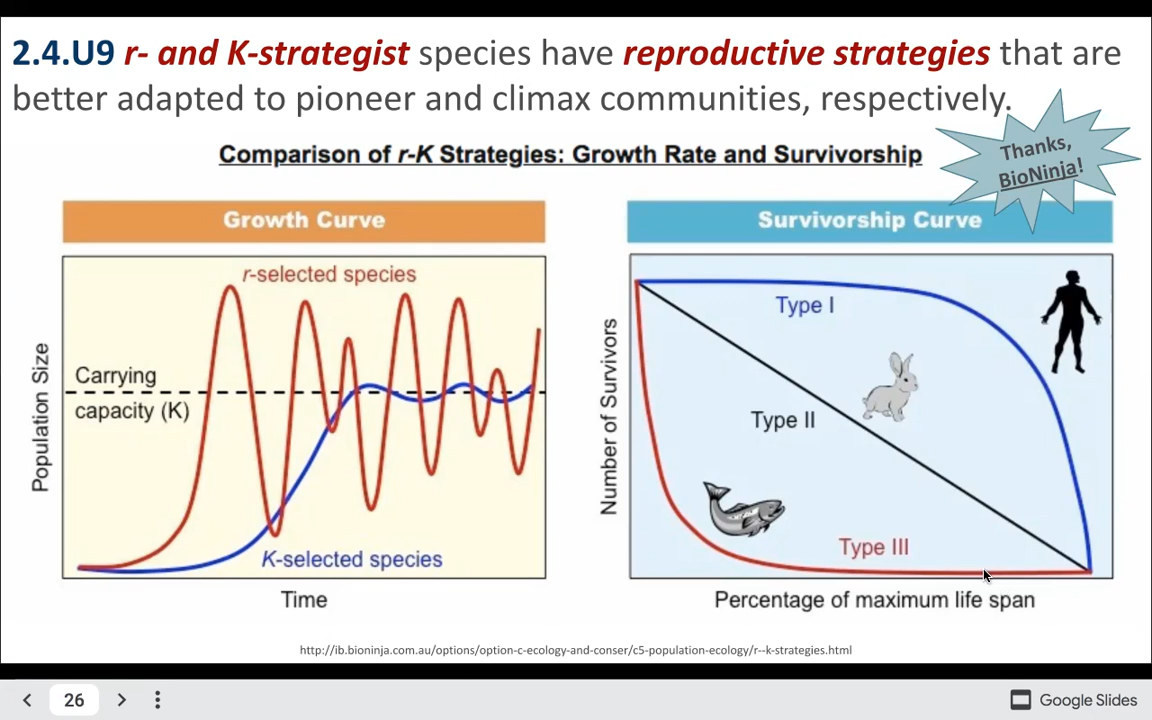 2.4.U9 r- and K-strategist species have reproductive strategies that are
better adapted to pioneer and climax communities, respectively.
Thanks,
BioNinja!
Comparison of r-K Strategies: Growth Rate and Survivorship
Growth Curve
r-selected species
Carrying
capacity (K)
K-selected species
Population Size
Time
Survivorship Curve
Type I
Type II
Type III
Number of Survivors
Percentage of maximum life span
http://ib.bioninja.com.au/options/option-c-ecology-and-conser/c5-population-ecology/r--k-strategies.html
26
Google Slides